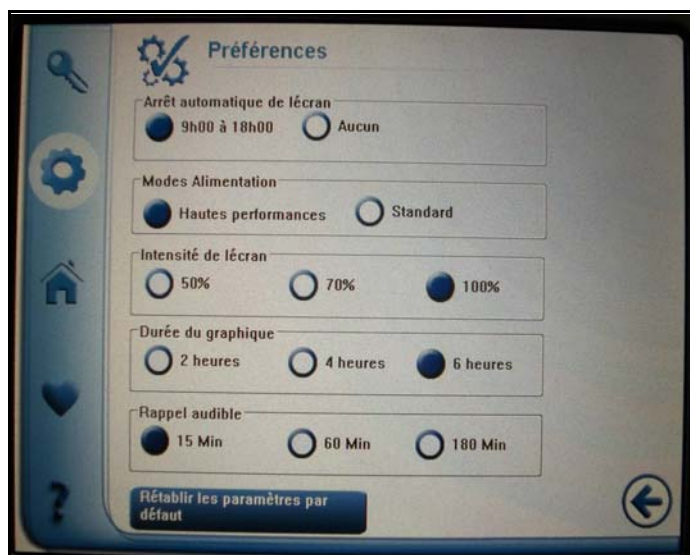 Préférences
Arrêt automatique de lécran
9h00 à 18h00 Aucun
Modes Alimentation
Hautes performances Standard
Intensité de lécran
50% 70% 100%
Durée du graphique
2 heures 4 heures 6 heures
Rappel audible
15 Min 60 Min 180 Min
Rétablir les paramètres par
défaut
?